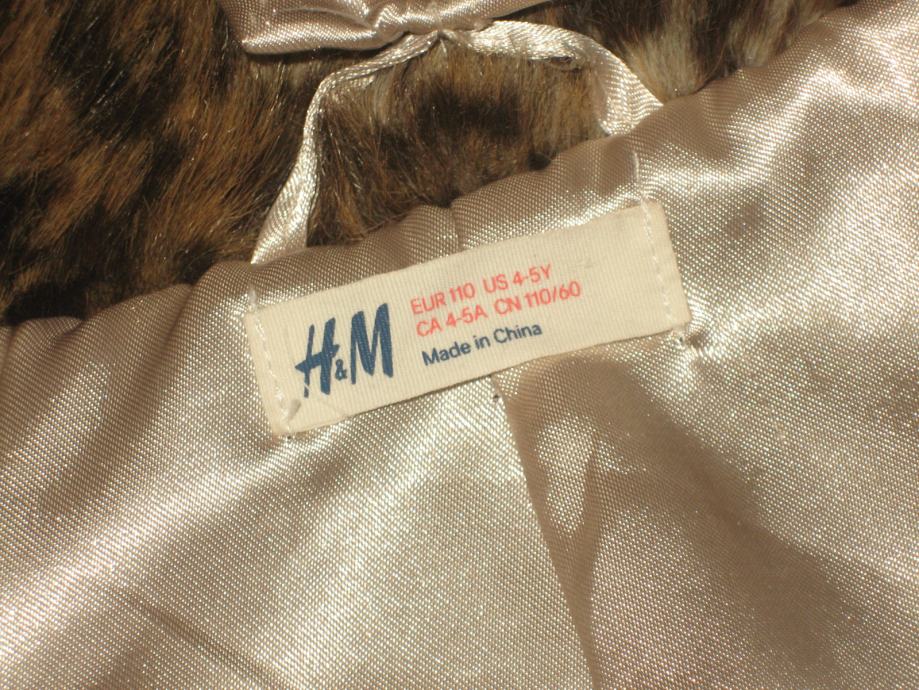 H&M
EUR 110 US 4-5Y
CA 4-5A CN 110/60
Made in China